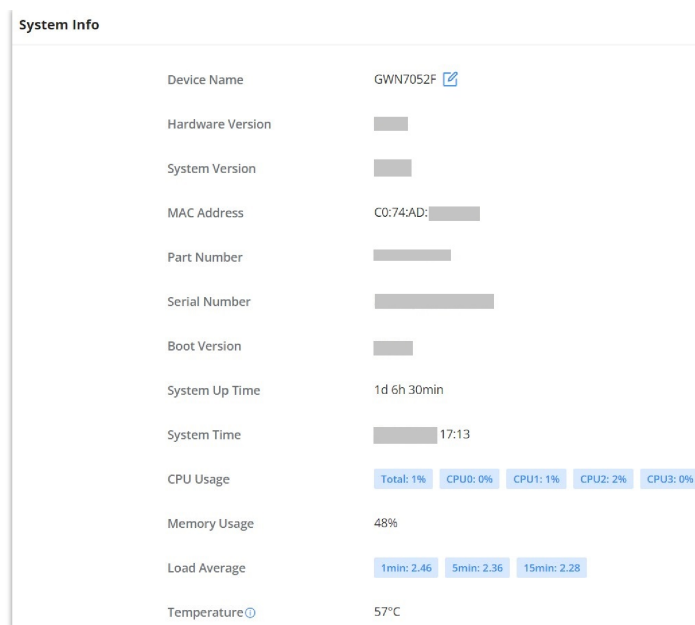 System Info
Device Name GWN7052F
Hardware Version
System Version
MAC Address C0:74:AD:
Part Number
Serial Number
Boot Version
System Up Time 1d 6h 30min
System Time 17:13
CPU Usage Total: 1% CPU0: 0% CPU1: 1% CPU2: 2% CPU3: 0%
Memory Usage 48%
Load Average 1min: 2.46 5min: 2.36 15min: 2.28
Temperature 57°C